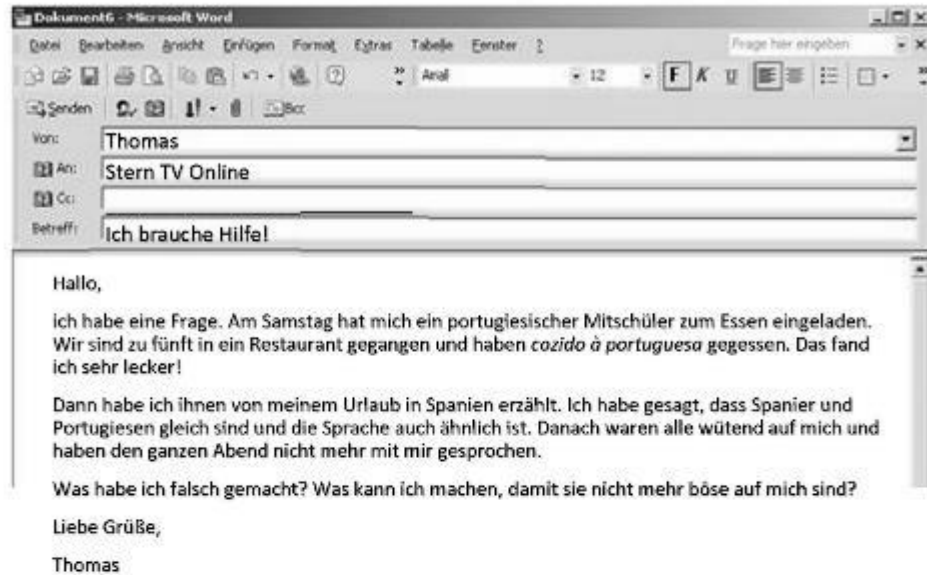 Dokument6 - Microsoft Word
Datei Bearbeiten Ansicht Einfügen Format Extras Tabelle Fenster ? Frage hier eingeben
Arial 12 F K U
Senden Bcc
Von: Thomas
An: Stern TV Online
Cc:
Betreff: Ich brauche Hilfe!
Hallo,
ich habe eine Frage. Am Samstag hat mich ein portugiesischer Mitschüler zum Essen eingeladen.
Wir sind zu fünft in ein Restaurant gegangen und haben cozido à portuguesa gegessen. Das fand
ich sehr lecker!
Dann habe ich ihnen von meinem Urlaub in Spanien erzählt. Ich habe gesagt, dass Spanier und
Portugiesen gleich sind und die Sprache auch ähnlich ist. Danach waren alle wütend auf mich und
haben den ganzen Abend nicht mehr mit mir gesprochen.
Was habe ich falsch gemacht? Was kann ich machen, damit sie nicht mehr böse auf mich sind?
Liebe Grüße,
Thomas